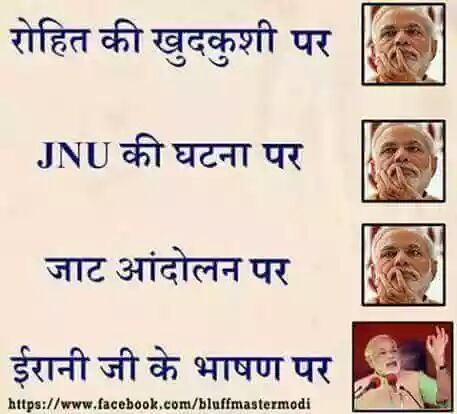 रोहित की खुदकुशी पर
JNU की घटना पर
जाट आंदोलन पर
ईरानी जी के भाषण पर
https://www.facebook.com/bluffmastermodi